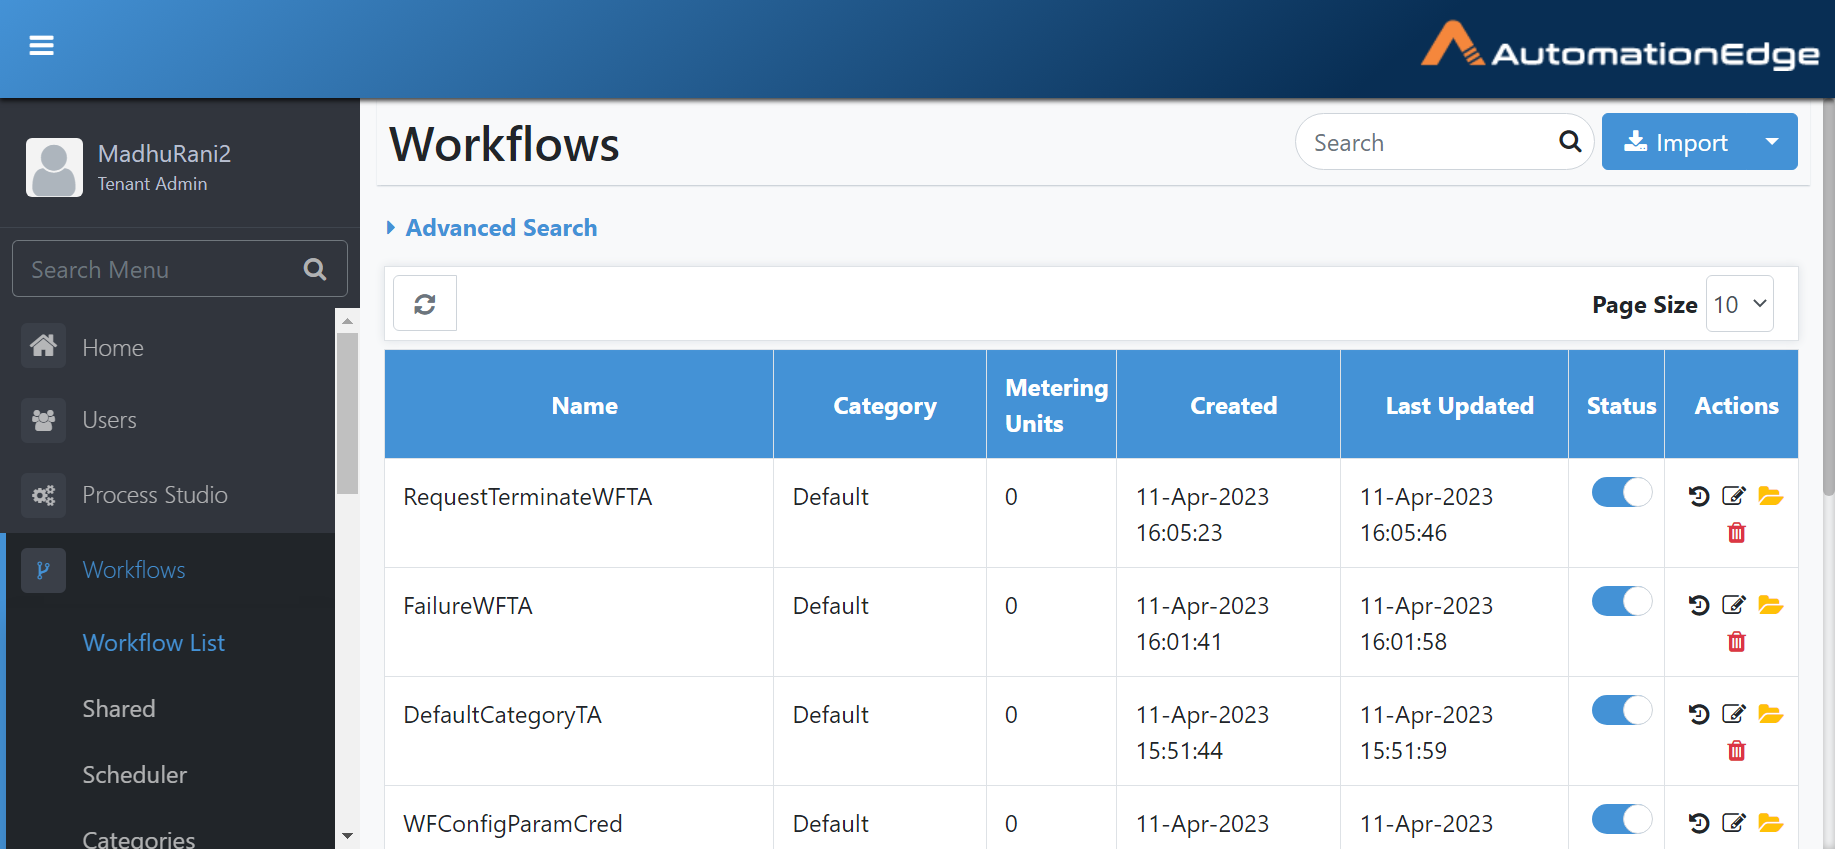 AutomationEdge
MadhuRani2
Tenant Admin
Search Menu
Home
Users
Process Studio
Workflows
Workflow List
Shared
Scheduler
Categories
Workflows
Search
Import
Advanced Search
Page Size 10
Name Category Metering Units Created Last Updated Status Actions
RequestTerminateWFTA Default 0 11-Apr-2023 11-Apr-2023
16:05:23 16:05:46
FailureWFTA Default 0 11-Apr-2023 11-Apr-2023
16:01:41 16:01:58
DefaultCategoryTA Default 0 11-Apr-2023 11-Apr-2023
15:51:44 15:51:59
WFConfigParamCred Default 0 11-Apr-2023 11-Apr-2023